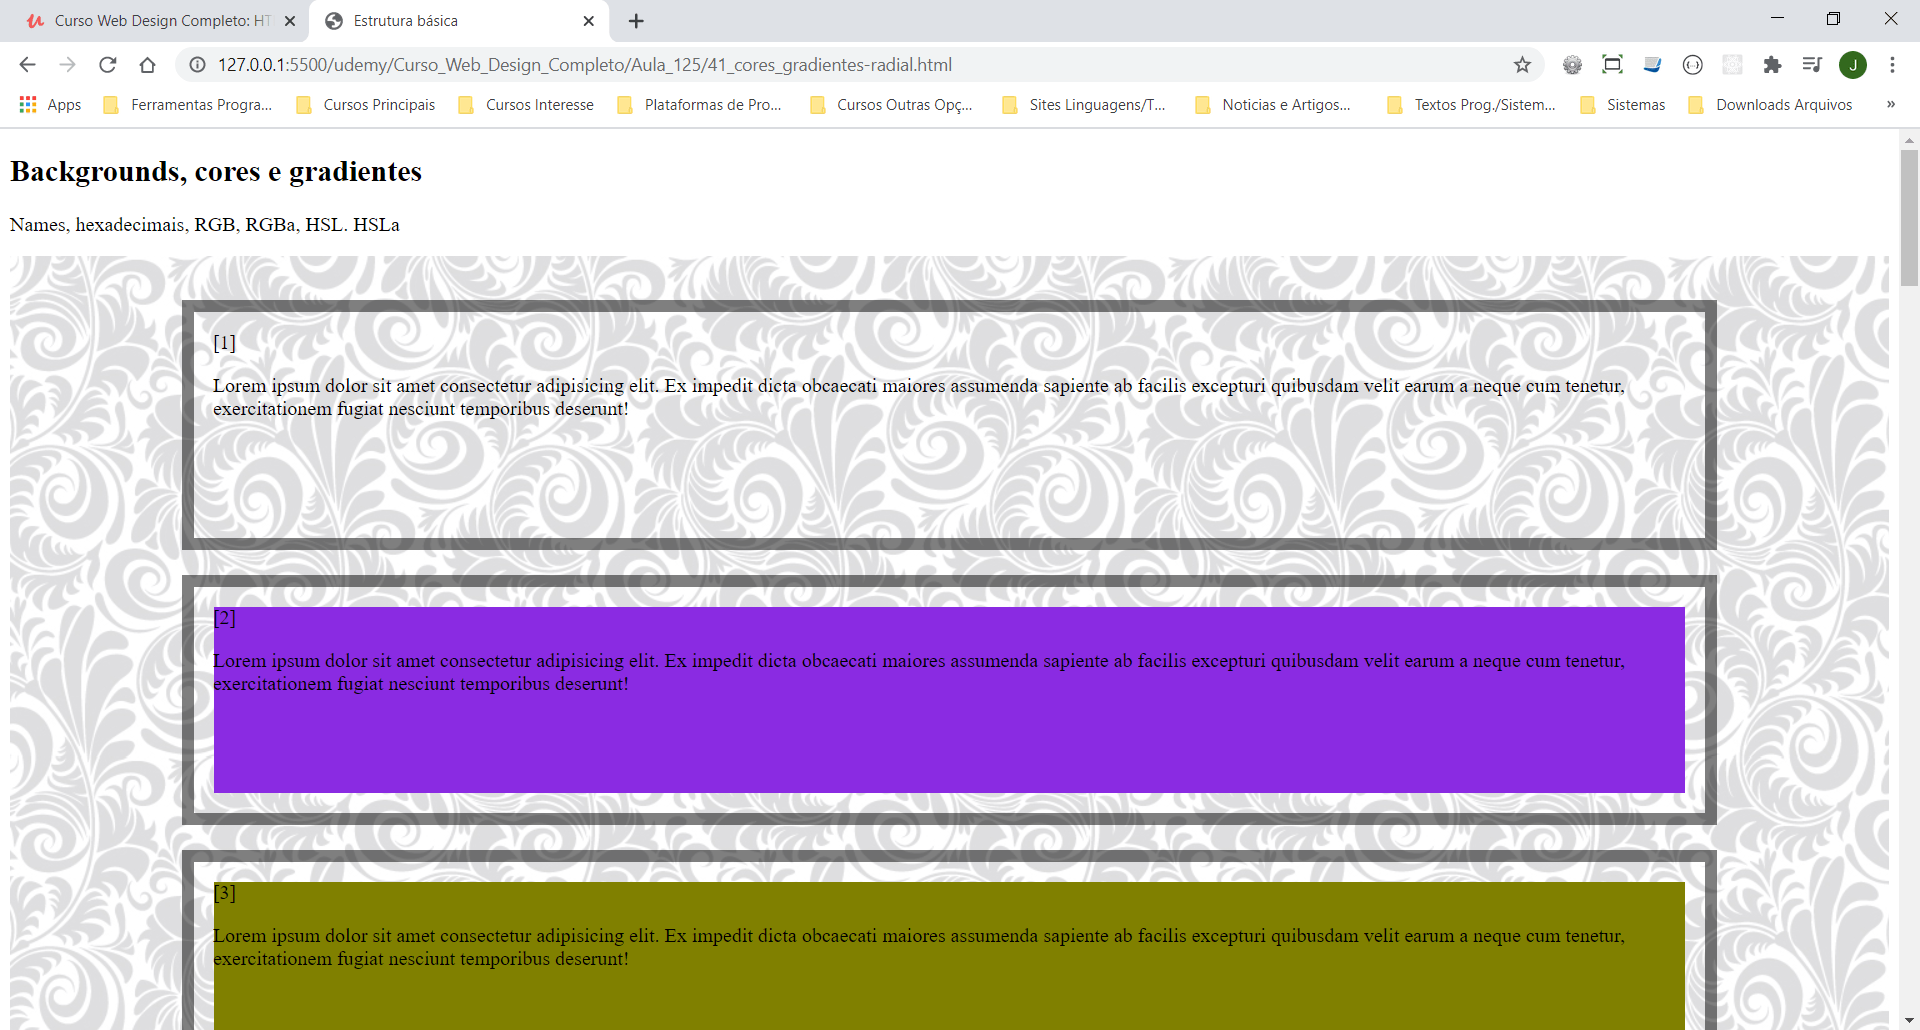 Curso Web Design Completo: HT
Estrutura básica
127.0.0.1:5500/udemy/Curso_Web_Design_Completo/Aula_125/41_cores_gradientes-radial.html
J
Apps
Ferramentas Progra...
Cursos Principais
Cursos Interesse
Plataformas de Pro...
Cursos Outras Opç...
Sites Linguagens/T...
Noticias e Artigos...
Textos Prog./Sistem...
Sistemas
Downloads Arquivos
»
Backgrounds, cores e gradientes
Names, hexadecimais, RGB, RGBa, HSL. HSLa
[1]
Lorem ipsum dolor sit amet consectetur adipisicing elit. Ex impedit dicta obcaecati maiores assumenda sapiente ab facilis excepturi quibusdam velit earum a neque cum tenetur,
exercitationem fugiat nesciunt temporibus deserunt!
[2]
Lorem ipsum dolor sit amet consectetur adipisicing elit. Ex impedit dicta obcaecati maiores assumenda sapiente ab facilis excepturi quibusdam velit earum a neque cum tenetur,
exercitationem fugiat nesciunt temporibus deserunt!
[3]
Lorem ipsum dolor sit amet consectetur adipisicing elit. Ex impedit dicta obcaecati maiores assumenda sapiente ab facilis excepturi quibusdam velit earum a neque cum tenetur,
exercitationem fugiat nesciunt temporibus deserunt!